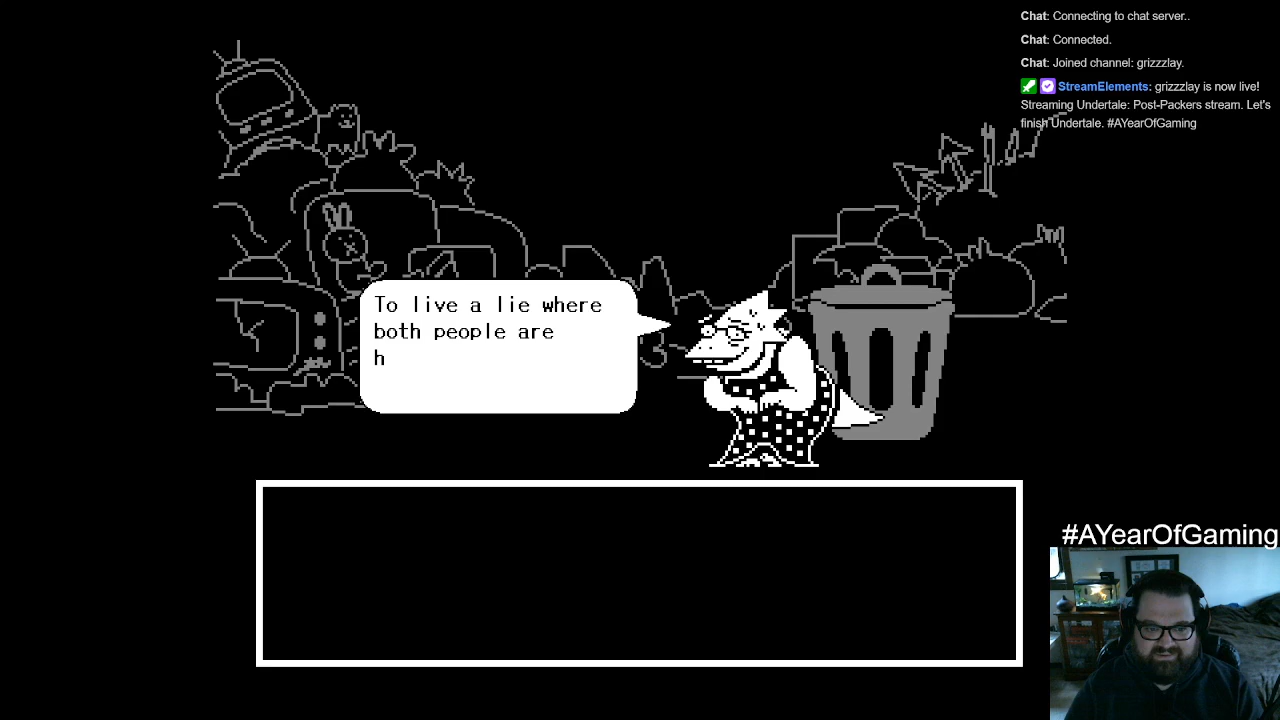 Chat: Connecting to chat server..
Chat: Connected.
Chat: Joined channel: grizzzlay.
StreamElements: grizzzlay is now live!
Streaming Undertale: Post-Packers stream. Let's
finish Undertale. #AYearOfGaming
To live a lie where
both people are
h
#AYearOfGaming